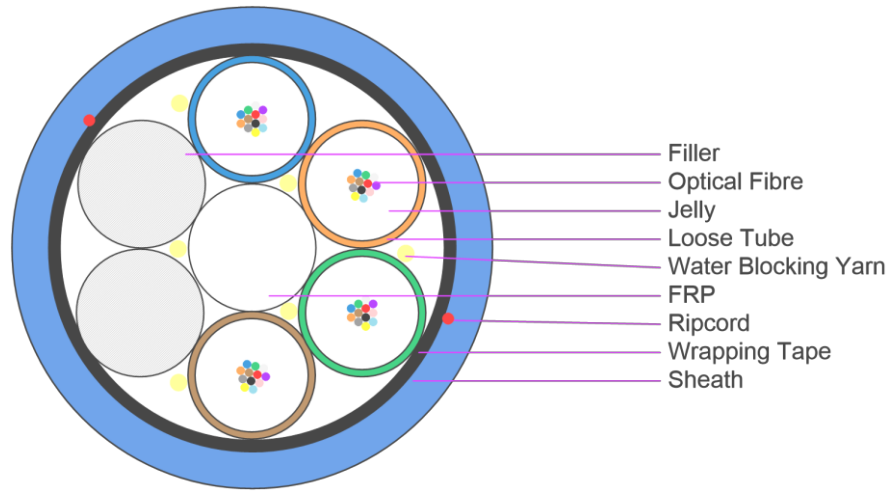 Filler
Optical Fibre
Jelly
Loose Tube
Water Blocking Yarn
FRP
Ripcord
Wrapping Tape
Sheath